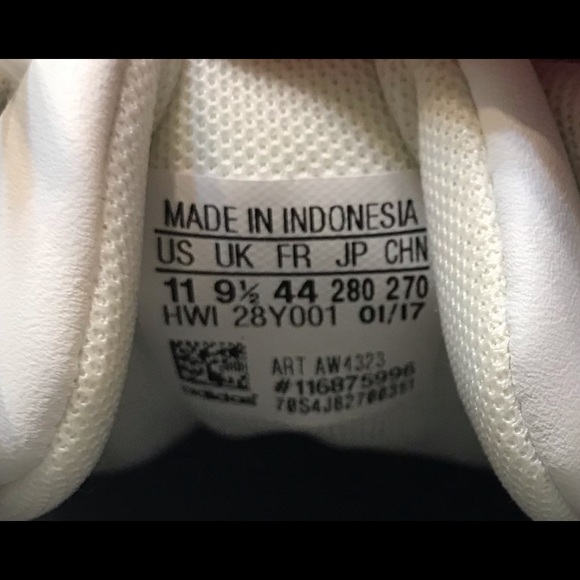 MADE IN INDONESIA
US UK FR JP CHN
11 9½ 44 280 270
HWI 28Y001 01/17
ART AW4323
#116875996
adidas